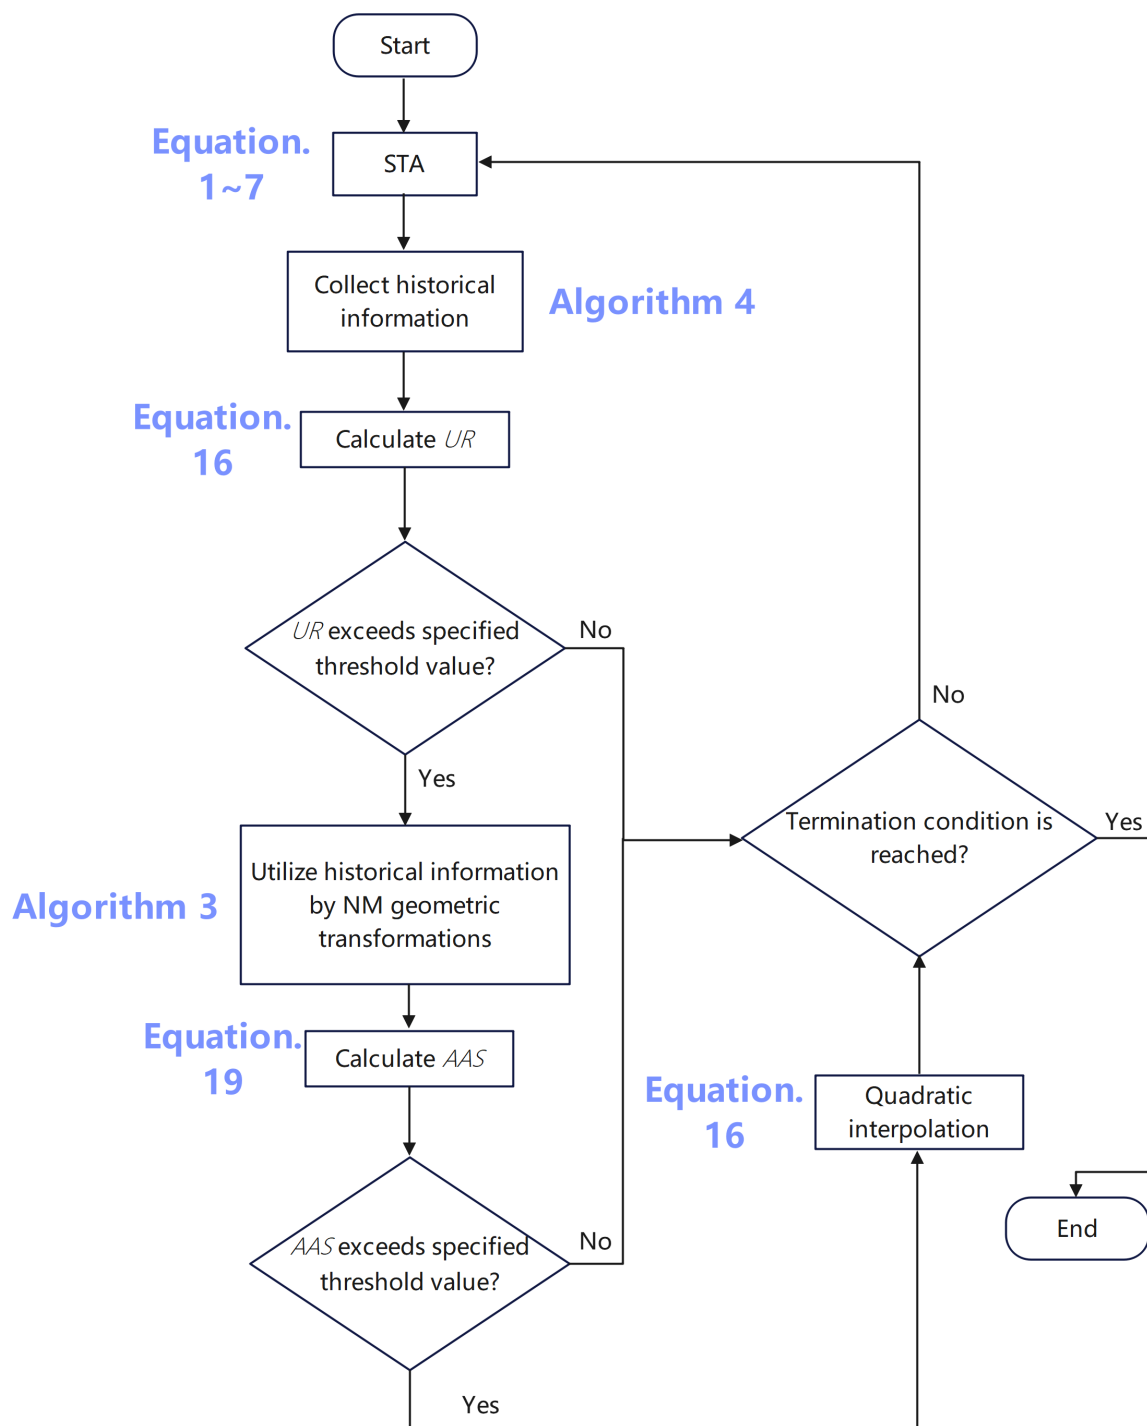 Start
Equation.
1~7
STA
Collect historical
information
Algorithm 4
Equation.
16
Calculate UR
UR exceeds specified
threshold value?
No
Yes
Utilize historical information
by NM geometric
transformations
Algorithm 3
Equation.
19
Calculate AAS
AAS exceeds specified
threshold value?
No
Yes
No
Termination condition is
reached?
Yes
Equation.
16
Quadratic
interpolation
End